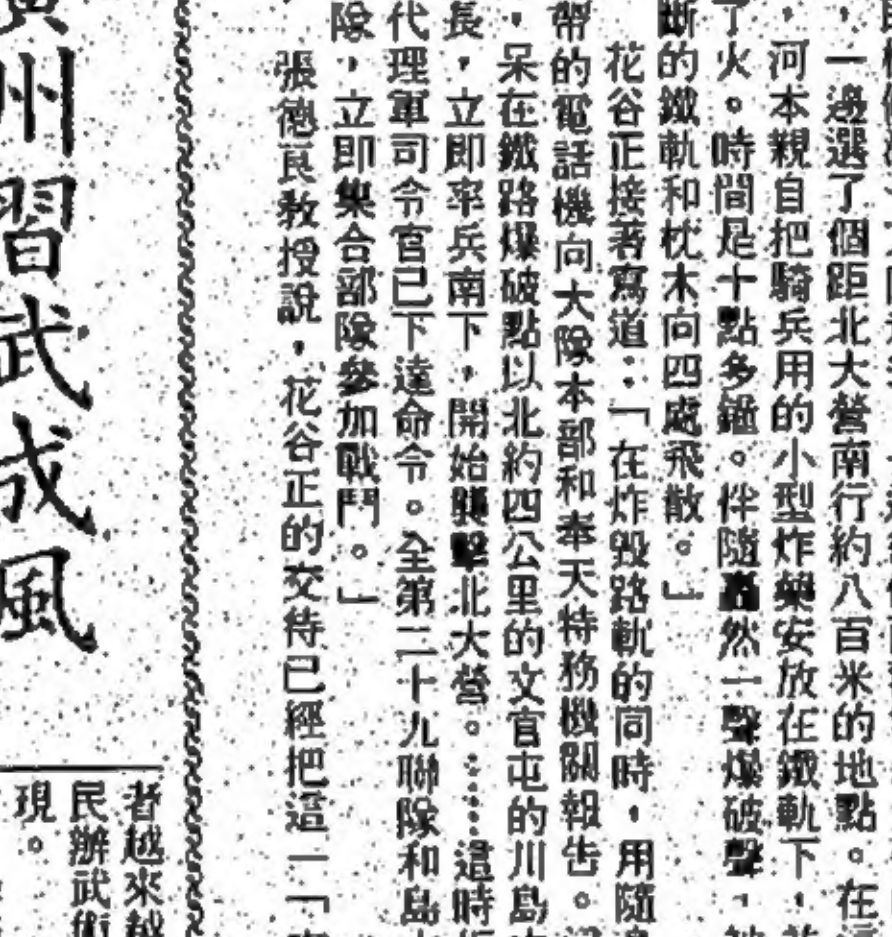 ，一邊選了個距北大營南行約八百米的地點。在
，河本親自把騎兵用的小型炸藥安放在鐵軌下，
了火。時間是十點多鐘。伴隨轟然一聲爆破聲，
斷的鐵軌和枕木向四處飛散。」
花谷正接著寫道：「在炸毀路軌的同時，用隨
帶的電話機向大隊本部和奉天特務機關報告。
，呆在鐵路爆破點以北約四公里的文官屯的川島
長，立即率兵南下，開始襲擊北大營。……這時
代理軍司令官已下達命令。全第二十九聯隊和島
隊，立即集合部隊參加戰鬥。」
張德良教授說，花谷正的交待已經把這一「
廣州習武成風
者越來越
民辦武術
現。